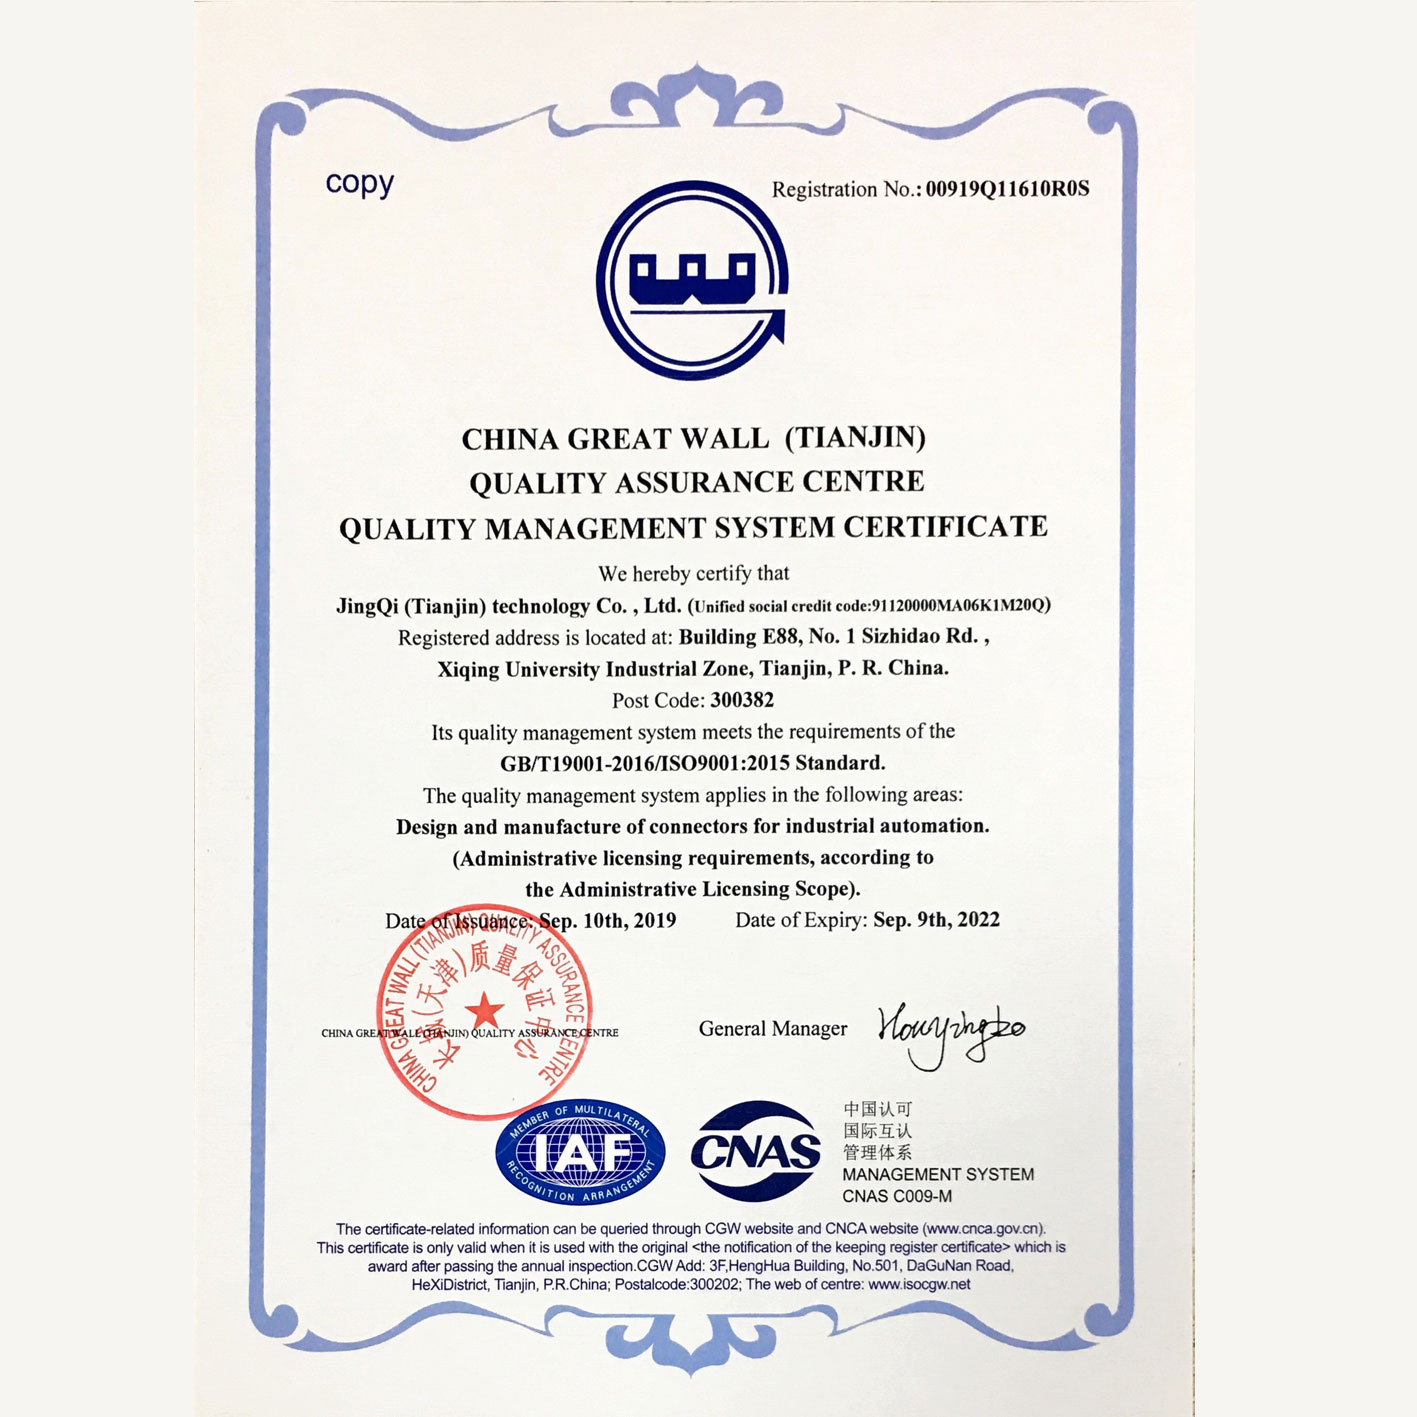 copy
Registration No.: 00919Q11610R0S
CHINA GREAT WALL (TIANJIN)
QUALITY ASSURANCE CENTRE
QUALITY MANAGEMENT SYSTEM CERTIFICATE
We hereby certify that
JingQi (Tianjin) technology Co. , Ltd. (Unified social credit code:91120000MA06K1M20Q)
Registered address is located at: Building E88, No. 1 Sizhidao Rd. ,
Xiqing University Industrial Zone, Tianjin, P. R. China.
Post Code: 300382
Its quality management system meets the requirements of the
GB/T19001-2016/ISO9001:2015 Standard.
The quality management system applies in the following areas:
Design and manufacture of connectors for industrial automation.
(Administrative licensing requirements, according to
the Administrative Licensing Scope).
Date of Issuance: Sep. 10th, 2019 Date of Expiry: Sep. 9th, 2022
CHINA GREAT WALL (TIANJIN) QUALITY ASSURANCE CENTRE
长城(天津)质量保证中心
CHINA GREAT WALL (TIANJIN) QUALITY ASSURANCE CENTRE
General Manager
MEMBER OF MULTILATERAL
IAF
RECOGNITION ARRANGEMENT
CNAS
中国认可
国际互认
管理体系
MANAGEMENT SYSTEM
CNAS C009-M
The certificate-related information can be queried through CGW website and CNCA website (www.cnca.gov.cn).
This certificate is only valid when it is used with the original <the notification of the keeping register certificate> which is
award after passing the annual inspection.CGW Add: 3F,HengHua Building, No.501, DaGuNan Road,
HeXiDistrict, Tianjin, P.R.China; Postalcode:300202; The web of centre: www.isocgw.net